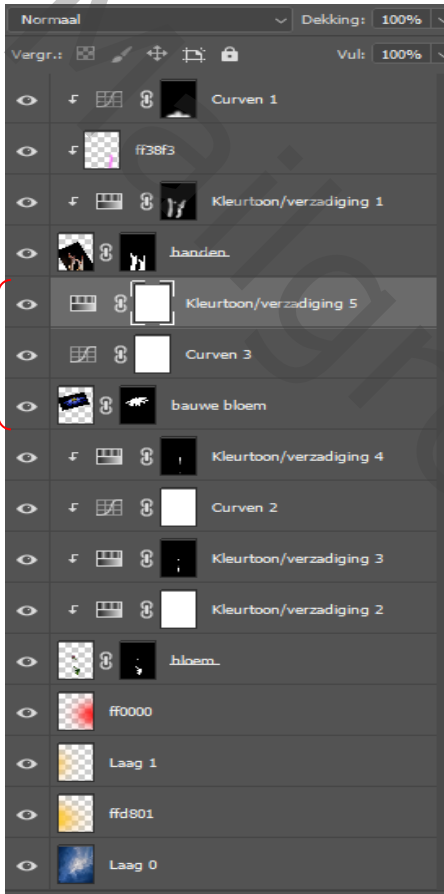 Normaal Dekking: 100%
Vergr.: Vul: 100%
Curven 1
ff38f3
Kleurtoon/verzadiging 1
handen
Kleurtoon/verzadiging 5
Curven 3
bauwe bloem
Kleurtoon/verzadiging 4
Curven 2
Kleurtoon/verzadiging 3
Kleurtoon/verzadiging 2
bloem
ff0000
Laag 1
ffd801
Laag 0